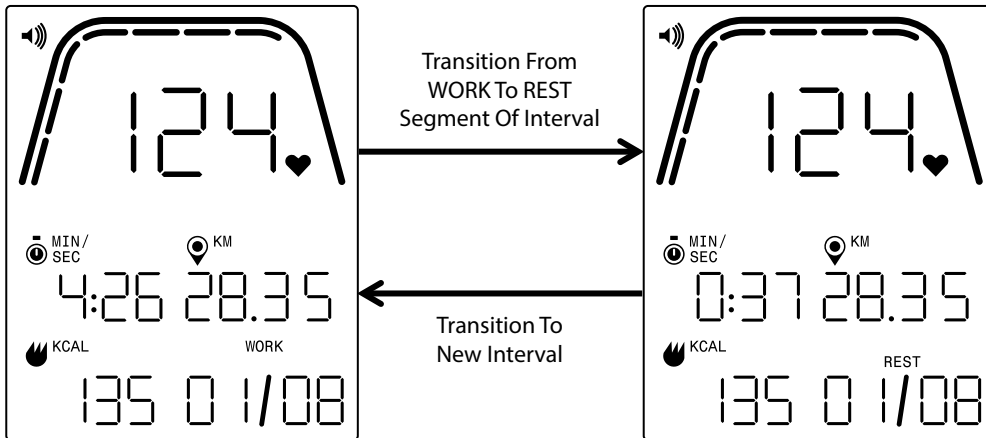 124
MIN/
SEC
KM
4:26 28.35
KCAL
WORK
135 01/08
Transition From
WORK To REST
Segment Of Interval
Transition To
New Interval
124
MIN/
SEC
KM
0:37 28.35
KCAL
REST
135 01/08